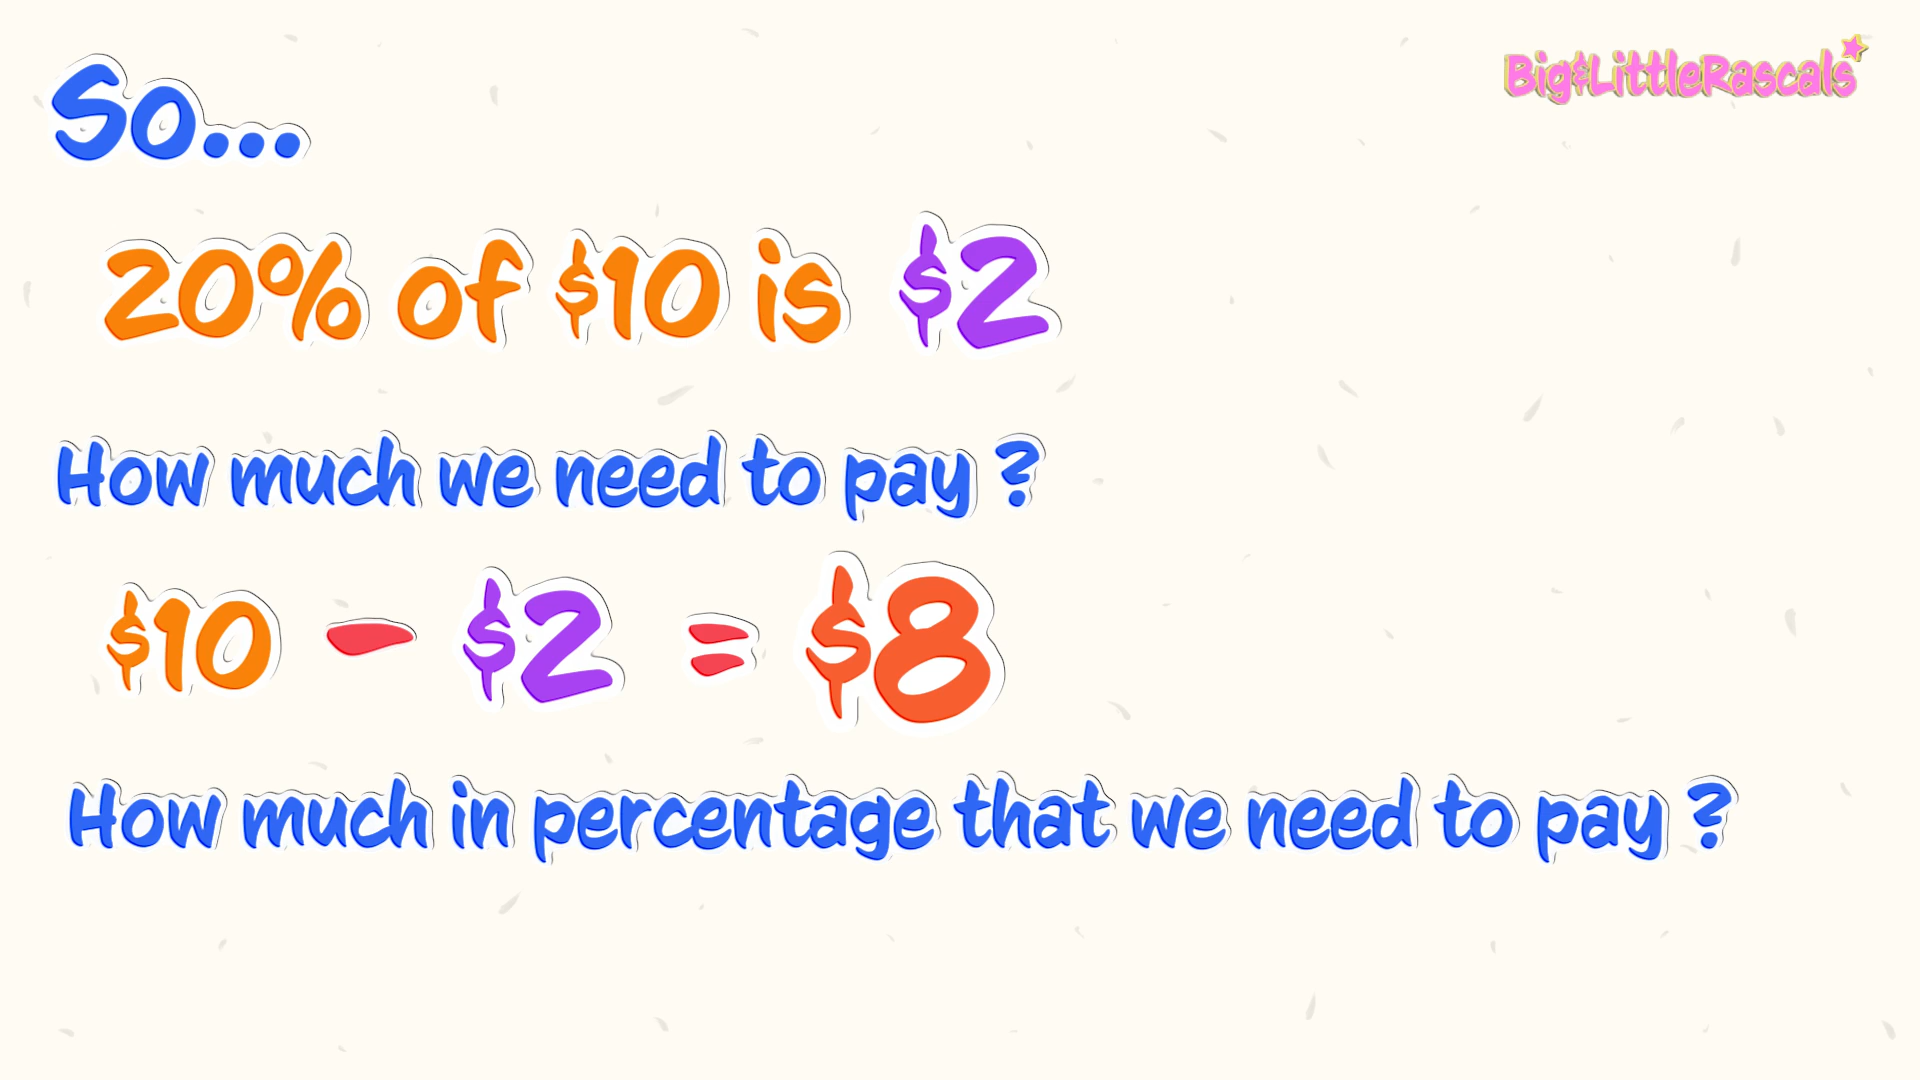 Big&LittleRascals
So...
20% of $10 is $2
How much we need to pay ?
$10 - $2 = $8
How much in percentage that we need to pay ?